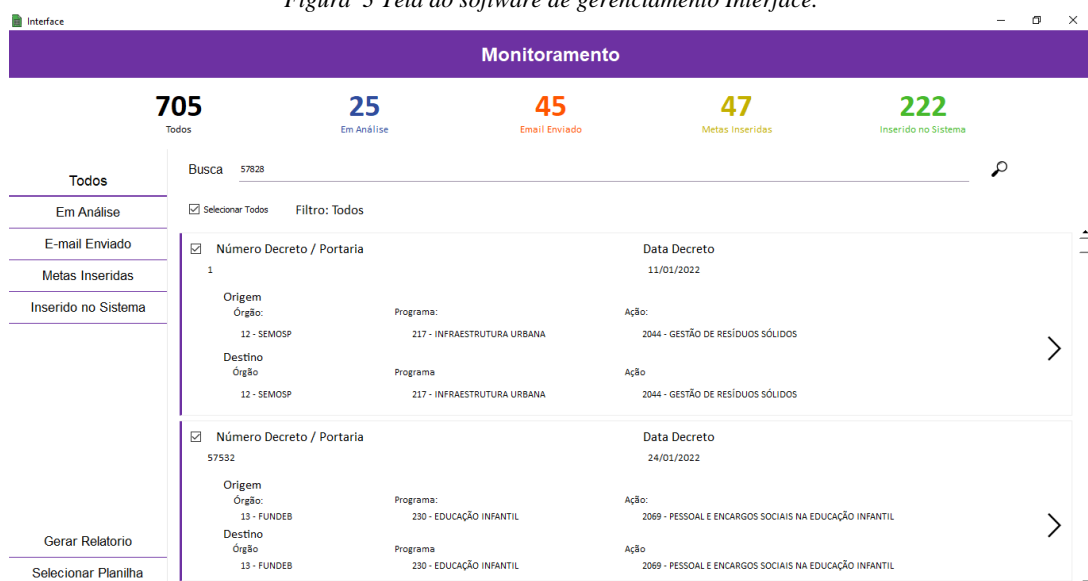 Figura 5 Tela do software de gerenciamento Interface.
Interface
Monitoramento
705 25 45 47 222
Todos Em Análise Email Enviado Metas Inseridas Inserido no Sistema
Busca 57828
Todos
Em Análise
E-mail Enviado
Metas Inseridas
Inserido no Sistema
Gerar Relatorio
Selecionar Planilha
Selecionar Todos Filtro: Todos
Número Decreto / Portaria Data Decreto
1 11/01/2022
Origem
Órgão: Programa: Ação:
12 - SEMOSP 217 - INFRAESTRUTURA URBANA 2044 - GESTÃO DE RESÍDUOS SÓLIDOS
Destino
Órgão Programa Ação
12 - SEMOSP 217 - INFRAESTRUTURA URBANA 2044 - GESTÃO DE RESÍDUOS SÓLIDOS
Número Decreto / Portaria Data Decreto
57532 24/01/2022
Origem
Órgão: Programa: Ação:
13 - FUNDEB 230 - EDUCAÇÃO INFANTIL 2069 - PESSOAL E ENCARGOS SOCIAIS NA EDUCAÇÃO INFANTIL
Destino
Órgão Programa Ação
13 - FUNDEB 230 - EDUCAÇÃO INFANTIL 2069 - PESSOAL E ENCARGOS SOCIAIS NA EDUCAÇÃO INFANTIL